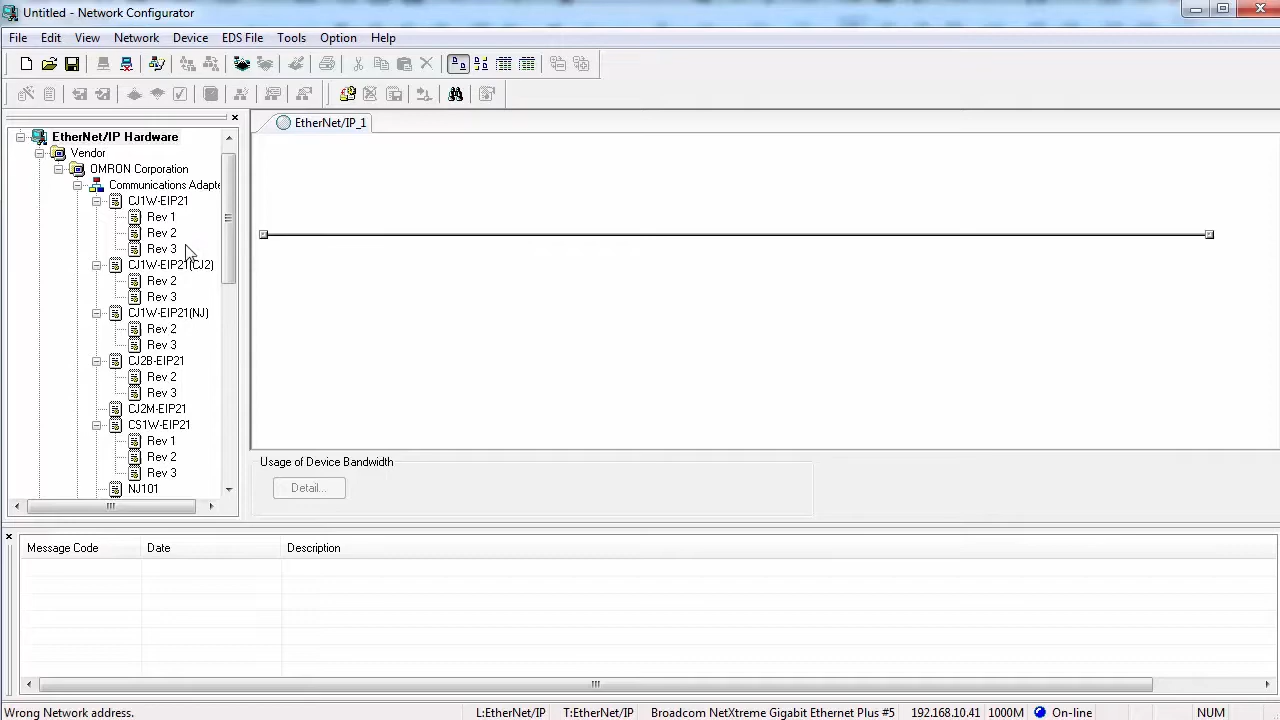 Untitled - Network Configurator
File Edit View Network Device EDS File Tools Option Help
EtherNet/IP Hardware
Vendor
OMRON Corporation
Communications Adapte
CJ1W-EIP21
Rev 1
Rev 2
Rev 3
CJ1W-EIP21(CJ2)
Rev 2
Rev 3
CJ1W-EIP21(NJ)
Rev 2
Rev 3
CJ2B-EIP21
Rev 2
Rev 3
CJ2M-EIP21
CS1W-EIP21
Rev 1
Rev 2
Rev 3
NJ101
EtherNet/IP_1
Usage of Device Bandwidth
Detail...
Message Code Date Description
Wrong Network address. L:EtherNet/IP T:EtherNet/IP Broadcom NetXtreme Gigabit Ethernet Plus #5 192.168.10.41 1000M On-line NUM